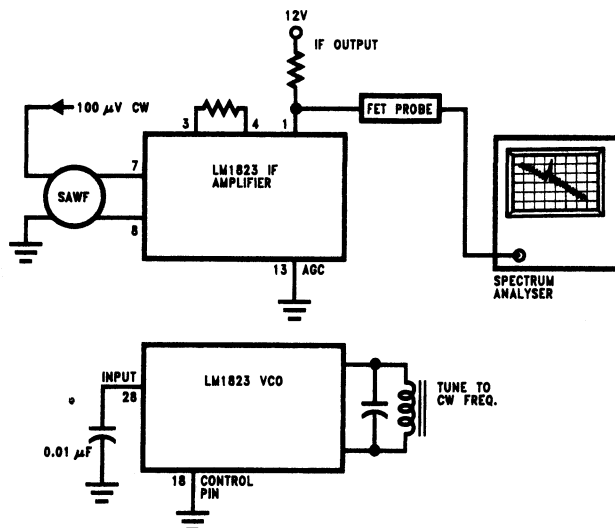 12V
IF OUTPUT
100 μV CW
3
4
1
FET PROBE
7
LM1823 IF
AMPLIFIER
SAWF
8
13
AGC
SPECTRUM
ANALYSER
INPUT
28
LM1823 VCO
TUNE TO
CW FREQ.
0.01 μF
18
CONTROL
PIN